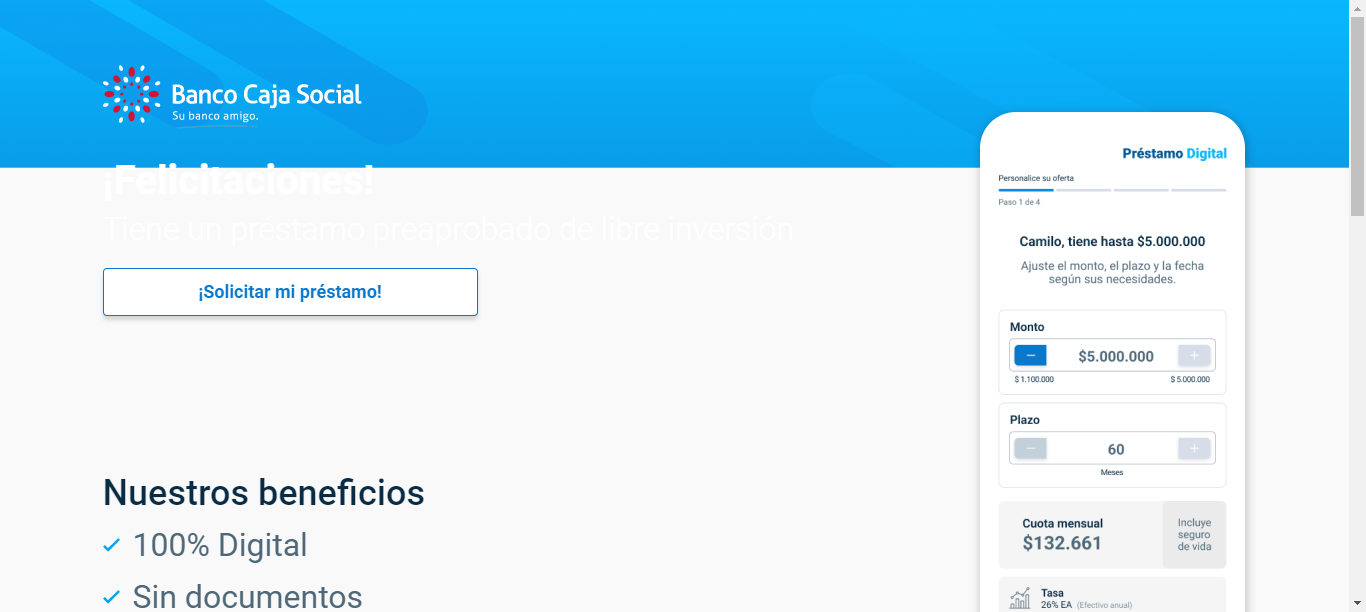 Banco Caja Social
Su banco amigo.
¡Felicitaciones!
Tiene un préstamo preaprobado de libre inversión
¡Solicitar mi préstamo!
Nuestros beneficios
100% Digital
Sin documentos
Préstamo Digital
Personalice su oferta
Paso 1 de 4
Camilo, tiene hasta $5.000.000
Ajuste el monto, el plazo y la fecha
según sus necesidades.
Monto
− $5.000.000 +
$ 1.100.000 $ 5.000.000
Plazo
− 60 +
Meses
Cuota mensual
$132.661
Incluye
seguro
de vida
Tasa
26% EA (Efectivo anual)